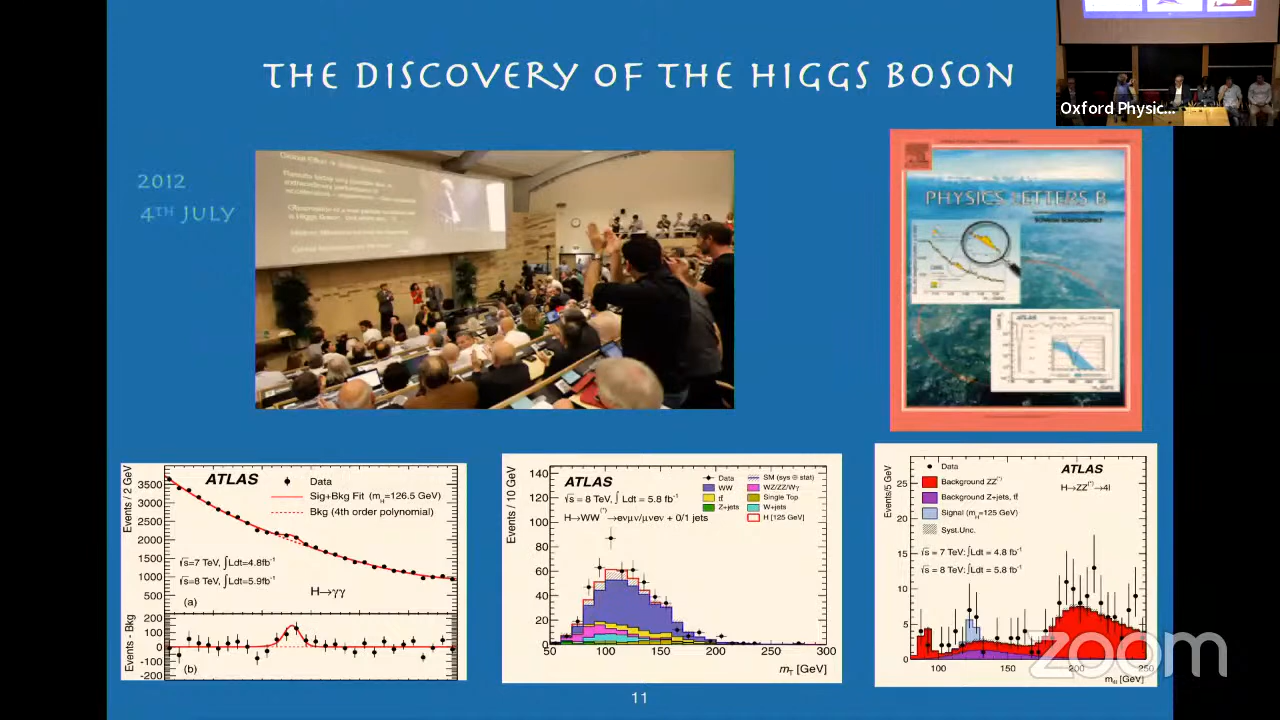 THE DISCOVERY OF THE HIGGS BOSON
Oxford Physic...
2012
4TH JULY
PHYSICS LETTERS B
ATLAS
Events / 2 GeV
3500
3000
2500
2000
1500
1000
500
ATLAS
Data
Sig+Bkg Fit (mH=126.5 GeV)
Bkg (4th order polynomial)
√s=7 TeV, ∫Ldt=4.8fb-1
√s=8 TeV, ∫Ldt=5.9fb-1
H→γγ
(a)
Events - Bkg
200
100
0
-100
-200
(b)
Events / 10 GeV
140
120
100
80
60
40
20
0
ATLAS
√s = 8 TeV, ∫ Ldt = 5.8 fb-1
H→WW(*)→eνμν/μνeν + 0/1 jets
Data
SM (sys ⊕ stat)
WW
WZ/ZZ/Wγ
tt̄
Single Top
Z+jets
W+jets
H [125 GeV]
50 100 150 200 250 300
mT [GeV]
Events/5 GeV
25
20
15
10
5
0
Data
ATLAS
Background ZZ(*)
H→ZZ(*)→4l
Background Z+jets, tt̄
Signal (mH=125 GeV)
Syst.Unc.
√s = 7 TeV: ∫Ldt = 4.8 fb-1
√s = 8 TeV: ∫Ldt = 5.8 fb-1
100 150 200 250
[GeV]
zoom
11